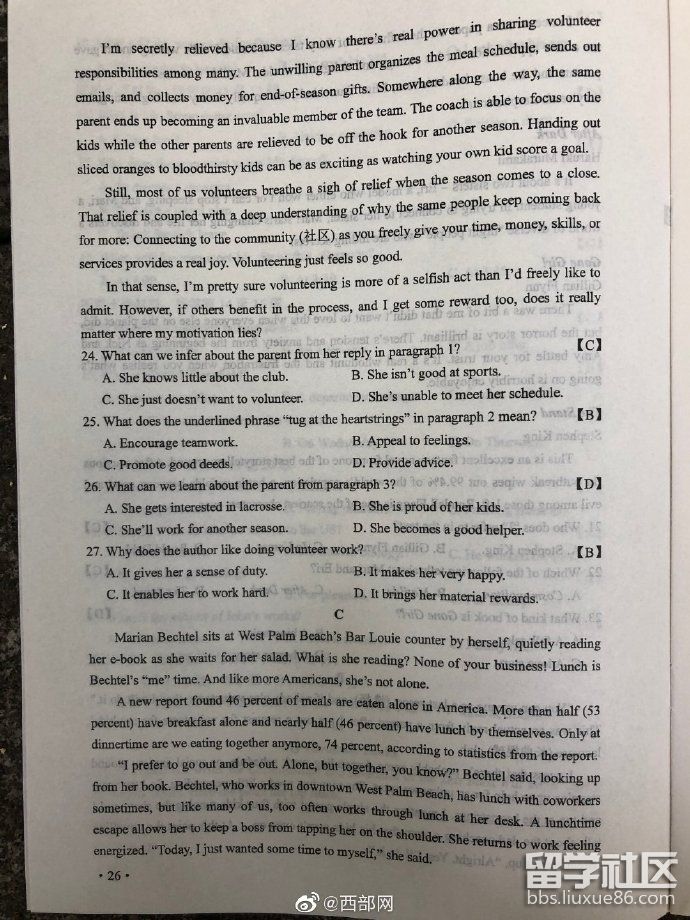 I'm secretly relieved because I know there's real power in sharing volunteer
responsibilities among many. The unwilling parent organizes the meal schedule, sends out
emails, and collects money for end-of-season gifts. Somewhere along the way, the same
parent ends up becoming an invaluable member of the team. The coach is able to focus on the
kids while the other parents are relieved to be off the hook for another season. Handing out
sliced oranges to bloodthirsty kids can be as exciting as watching your own kid score a goal.
Still, most of us volunteers breathe a sigh of relief when the season comes to a close.
That relief is coupled with a deep understanding of why the same people keep coming back
for more: Connecting to the community (社区) as you freely give your time, money, skills, or
services provides a real joy. Volunteering just feels so good.
In that sense, I'm pretty sure volunteering is more of a selfish act than I'd freely like to
admit. However, if others benefit in the process, and I get some reward too, does it really
matter where my motivation lies?
24. What can we infer about the parent from her reply in paragraph 1? 【C】
A. She knows little about the club. B. She isn't good at sports.
C. She just doesn't want to volunteer. D. She's unable to meet her schedule.
25. What does the underlined phrase "tug at the heartstrings" in paragraph 2 mean? 【B】
A. Encourage teamwork. B. Appeal to feelings.
C. Promote good deeds. D. Provide advice.
26. What can we learn about the parent from paragraph 3? 【D】
A. She gets interested in lacrosse. B. She is proud of her kids.
C. She'll work for another season. D. She becomes a good helper.
27. Why does the author like doing volunteer work? 【B】
A. It gives her a sense of duty. B. It makes her very happy.
C. It enables her to work hard. D. It brings her material rewards.
C
Marian Bechtel sits at West Palm Beach's Bar Louie counter by herself, quietly reading
her e-book as she waits for her salad. What is she reading? None of your business! Lunch is
Bechtel's "me" time. And like more Americans, she's not alone.
A new report found 46 percent of meals are eaten alone in America. More than half (53
percent) have breakfast alone and nearly half (46 percent) have lunch by themselves. Only at
dinnertime are we eating together anymore, 74 percent, according to statistics from the report.
"I prefer to go out and be out. Alone, but together, you know?" Bechtel said, looking up
from her book. Bechtel, who works in downtown West Palm Beach, has lunch with coworkers
sometimes, but like many of us, too often works through lunch at her desk. A lunchtime
escape allows her to keep a boss from tapping her on the shoulder. She returns to work feeling
energized. "Today, I just wanted some time to myself," she said.
· 26 ·
@西部网
留学社区
bbs.liuxue86.com